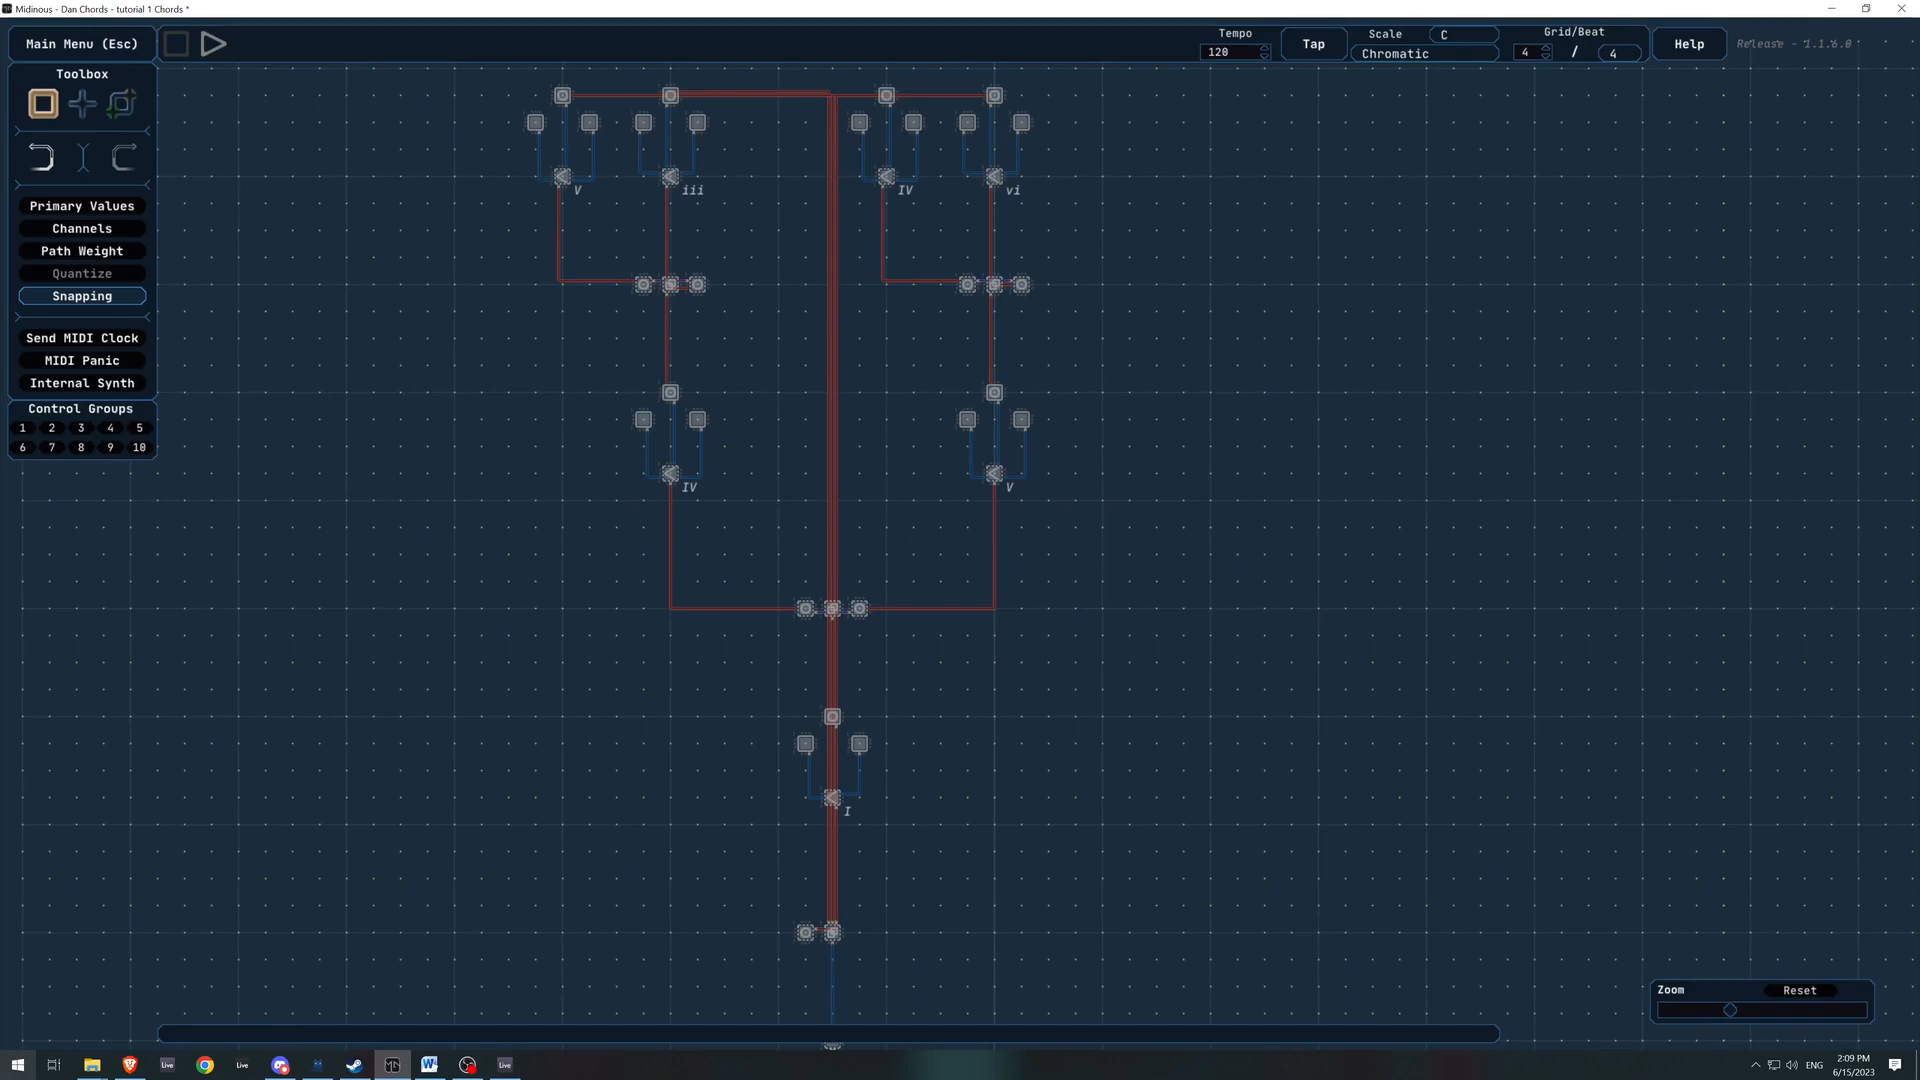 Midinous - Dan Chords - tutorial 1 Chords *
Main Menu (Esc)
Tempo
120
Tap
Scale
C
Chromatic
Grid/Beat
4 / 4
Help
Release - 1.1.6.0
Toolbox
Primary Values
Channels
Path Weight
Quantize
Snapping
Send MIDI Clock
MIDI Panic
Internal Synth
Control Groups
1 2 3 4 5
6 7 8 9 10
V
iii
IV
vi
IV
V
I
Zoom
Reset
Live
Live
Live
ENG
2:09 PM
6/15/2023